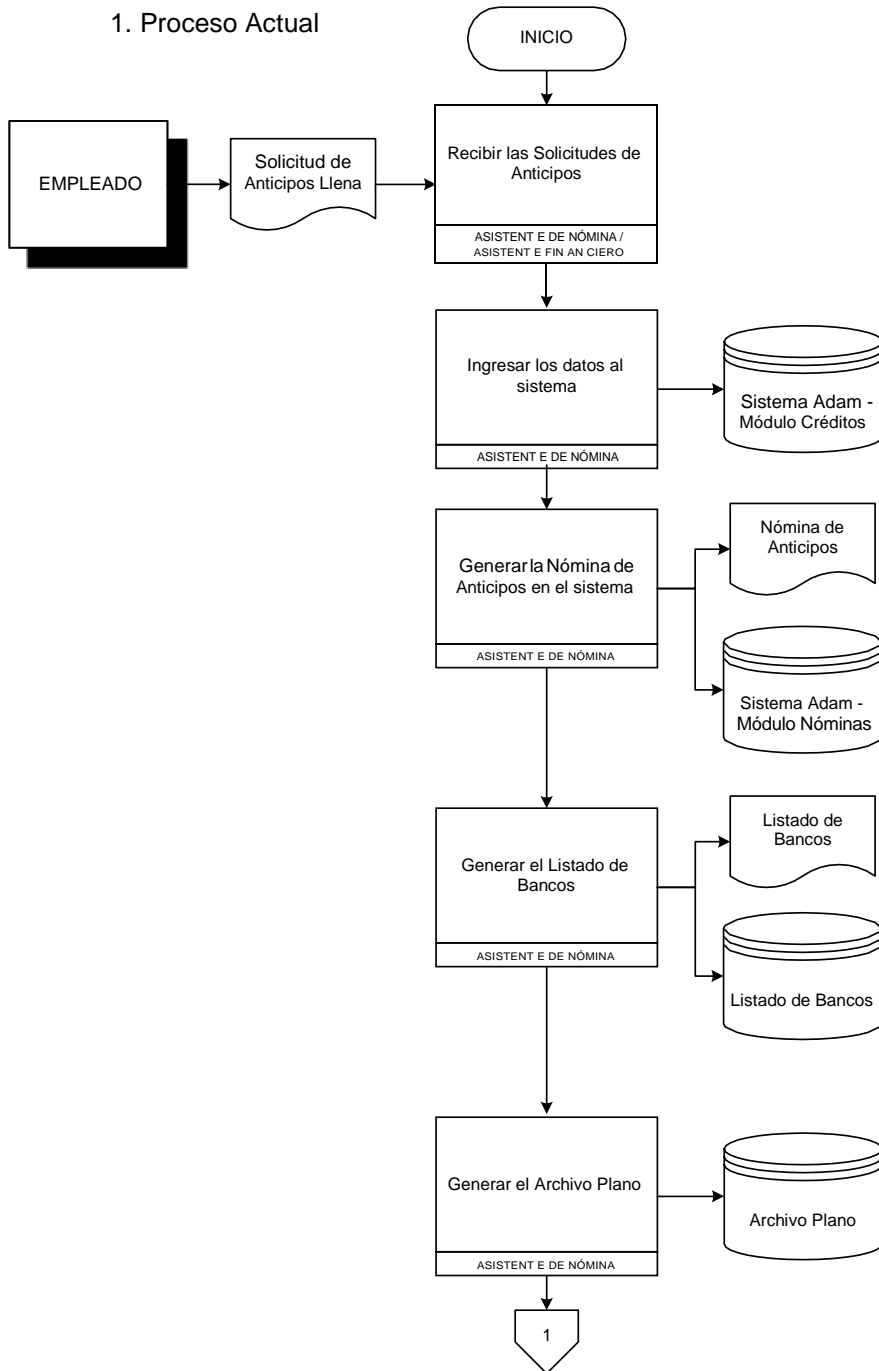 1. Proceso Actual
INICIO
EMPLEADO
Solicitud de
Anticipos Llena
Recibir las Solicitudes de
Anticipos
ASISTENT E DE NÓMINA /
ASISTENT E FIN AN CIERO
Ingresar los datos al
sistema
ASISTENT E DE NÓMINA
Sistema Adam -
Módulo Créditos
Generar la Nómina de
Anticipos en el sistema
ASISTENT E DE NÓMINA
Nómina de
Anticipos
Sistema Adam -
Módulo Nóminas
Generar el Listado de
Bancos
ASISTENT E DE NÓMINA
Listado de
Bancos
Listado de Bancos
Generar el Archivo Plano
ASISTENT E DE NÓMINA
Archivo Plano
1